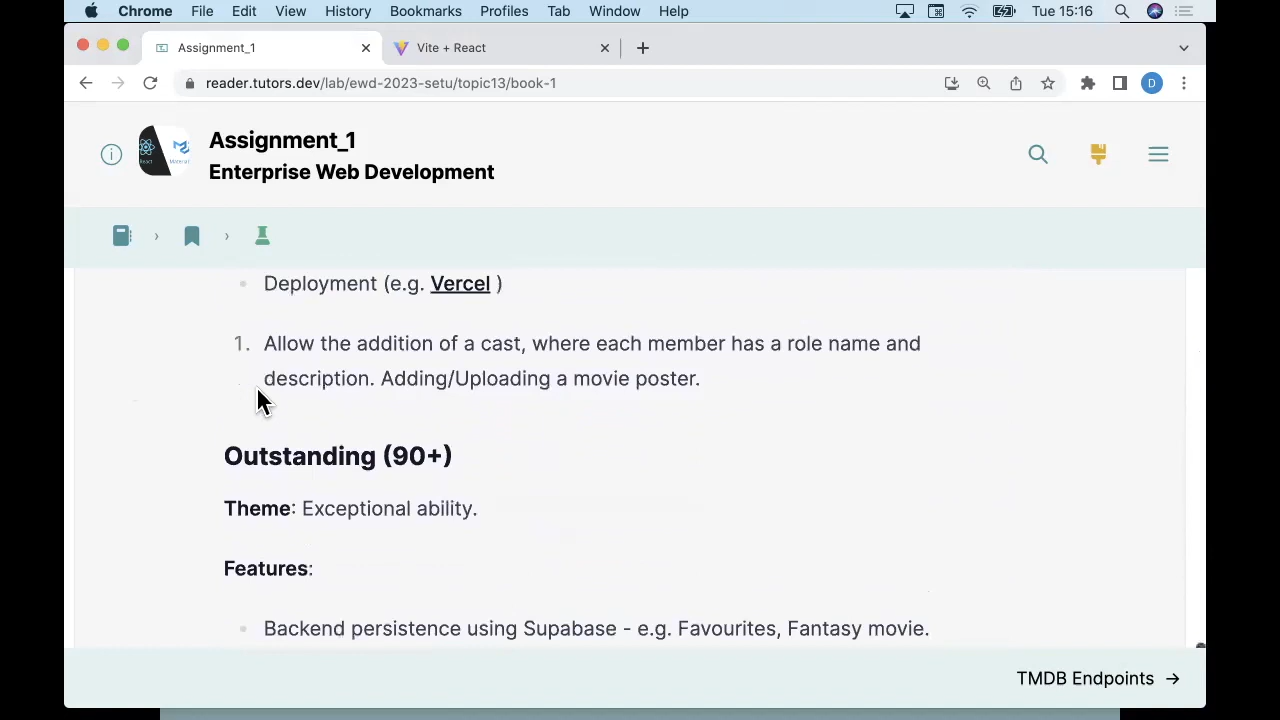 Chrome File Edit View History Bookmarks Profiles Tab Window Help Tue 15:16
Assignment_1 Vite + React
reader.tutors.dev/lab/ewd-2023-setu/topic13/book-1 D
Assignment_1
Enterprise Web Development
Deployment (e.g. Vercel )
1. Allow the addition of a cast, where each member has a role name and
description. Adding/Uploading a movie poster.
Outstanding (90+)
Theme: Exceptional ability.
Features:
Backend persistence using Supabase - e.g. Favourites, Fantasy movie.
TMDB Endpoints →